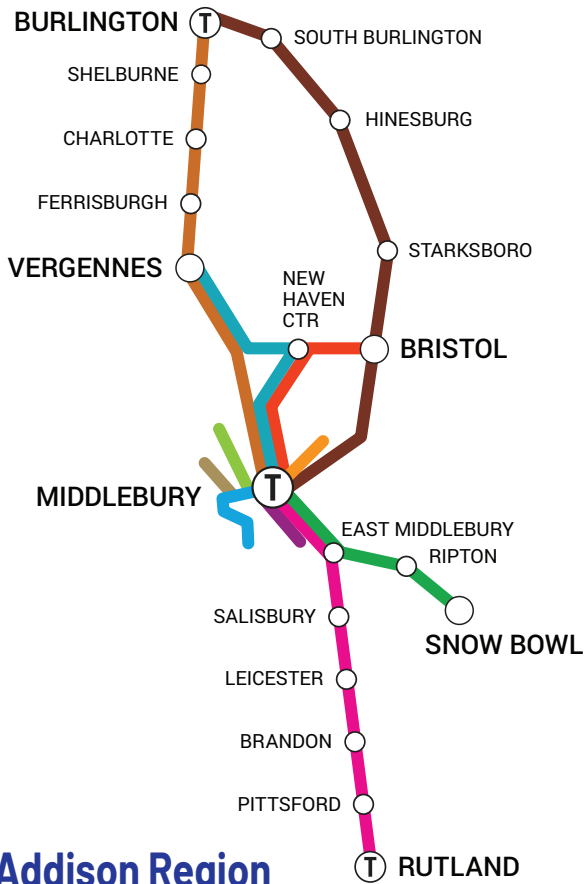 BURLINGTON
T
SOUTH BURLINGTON
SHELBURNE
HINESBURG
CHARLOTTE
FERRISBURGH
STARKSBORO
VERGENNES
NEW
HAVEN
CTR
BRISTOL
MIDDLEBURY
T
EAST MIDDLEBURY
RIPTON
SALISBURY
SNOW BOWL
LEICESTER
BRANDON
PITTSFORD
T
RUTLAND
Addison Region